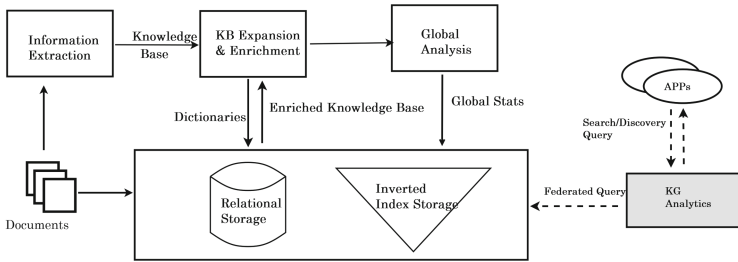 Information
Extraction
Knowledge
Base
KB Expansion
& Enrichment
Global
Analysis
APPs
Dictionaries
Enriched Knowledge Base
Global Stats
Search/Discovery
Query
Documents
Relational
Storage
Inverted
Index Storage
Federated Query
KG
Analytics